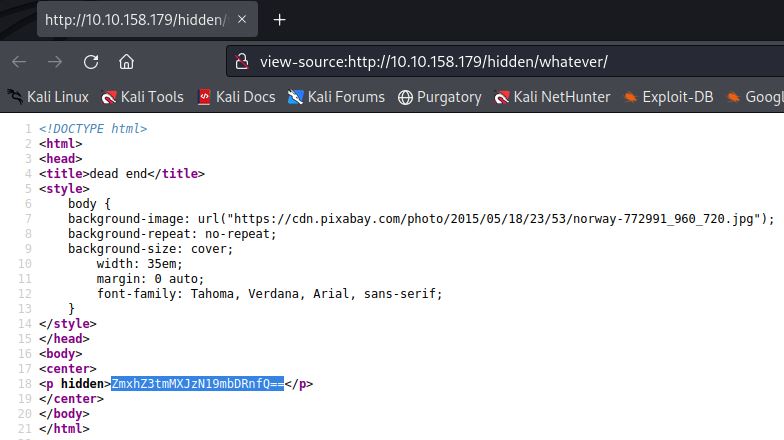 http://10.10.158.179/hidden/
view-source:http://10.10.158.179/hidden/whatever/
Kali Linux Kali Tools Kali Docs Kali Forums Purgatory Kali NetHunter Exploit-DB Googl
1 <!DOCTYPE html>
2 <html>
3 <head>
4 <title>dead end</title>
5 <style>
6 body {
7 background-image: url("https://cdn.pixabay.com/photo/2015/05/18/23/53/norway-772991_960_720.jpg");
8 background-repeat: no-repeat;
9 background-size: cover;
10 width: 35em;
11 margin: 0 auto;
12 font-family: Tahoma, Verdana, Arial, sans-serif;
13 }
14 </style>
15 </head>
16 <body>
17 <center>
18 <p hidden>ZmxhZ3tmMXJzN19mbDRnfQ==</p>
19 </center>
20 </body>
21 </html>